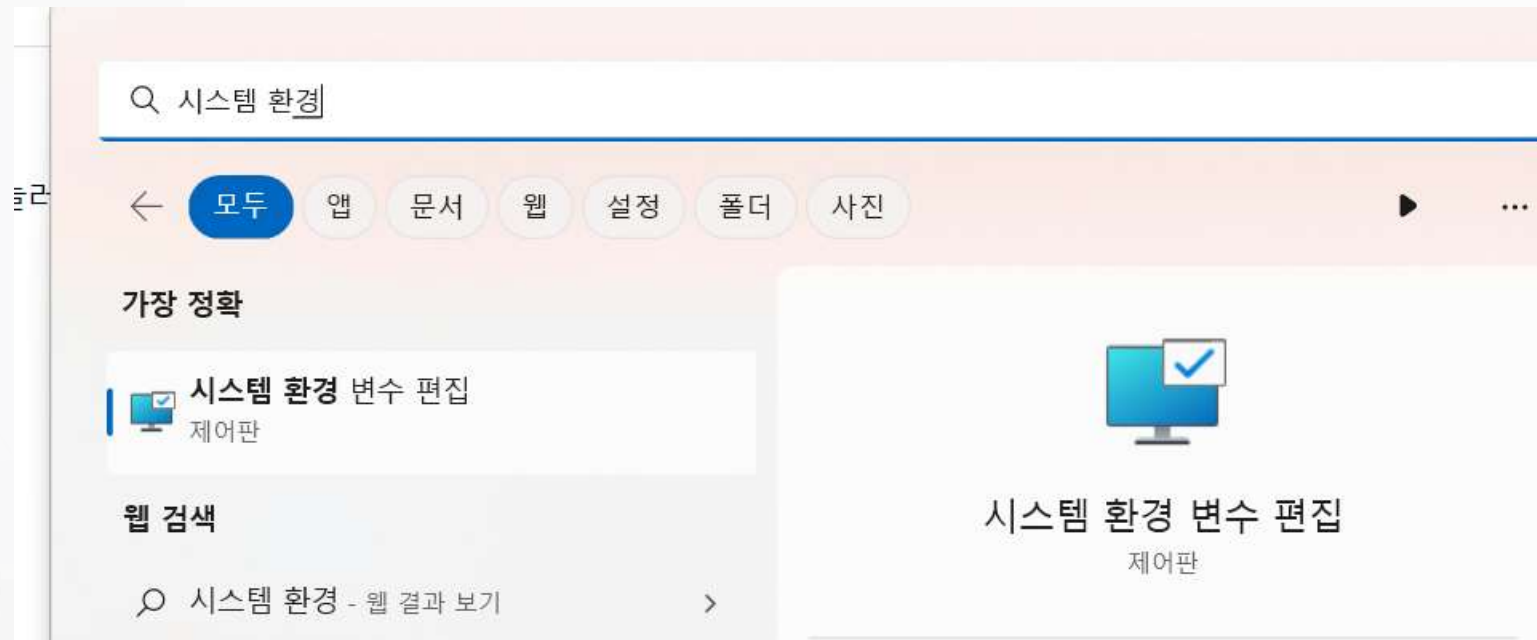 시스템 환경
눌러
모두 앱 문서 웹 설정 폴더 사진
가장 정확
시스템 환경 변수 편집
제어판
웹 검색
시스템 환경 - 웹 결과 보기
시스템 환경 변수 편집
제어판